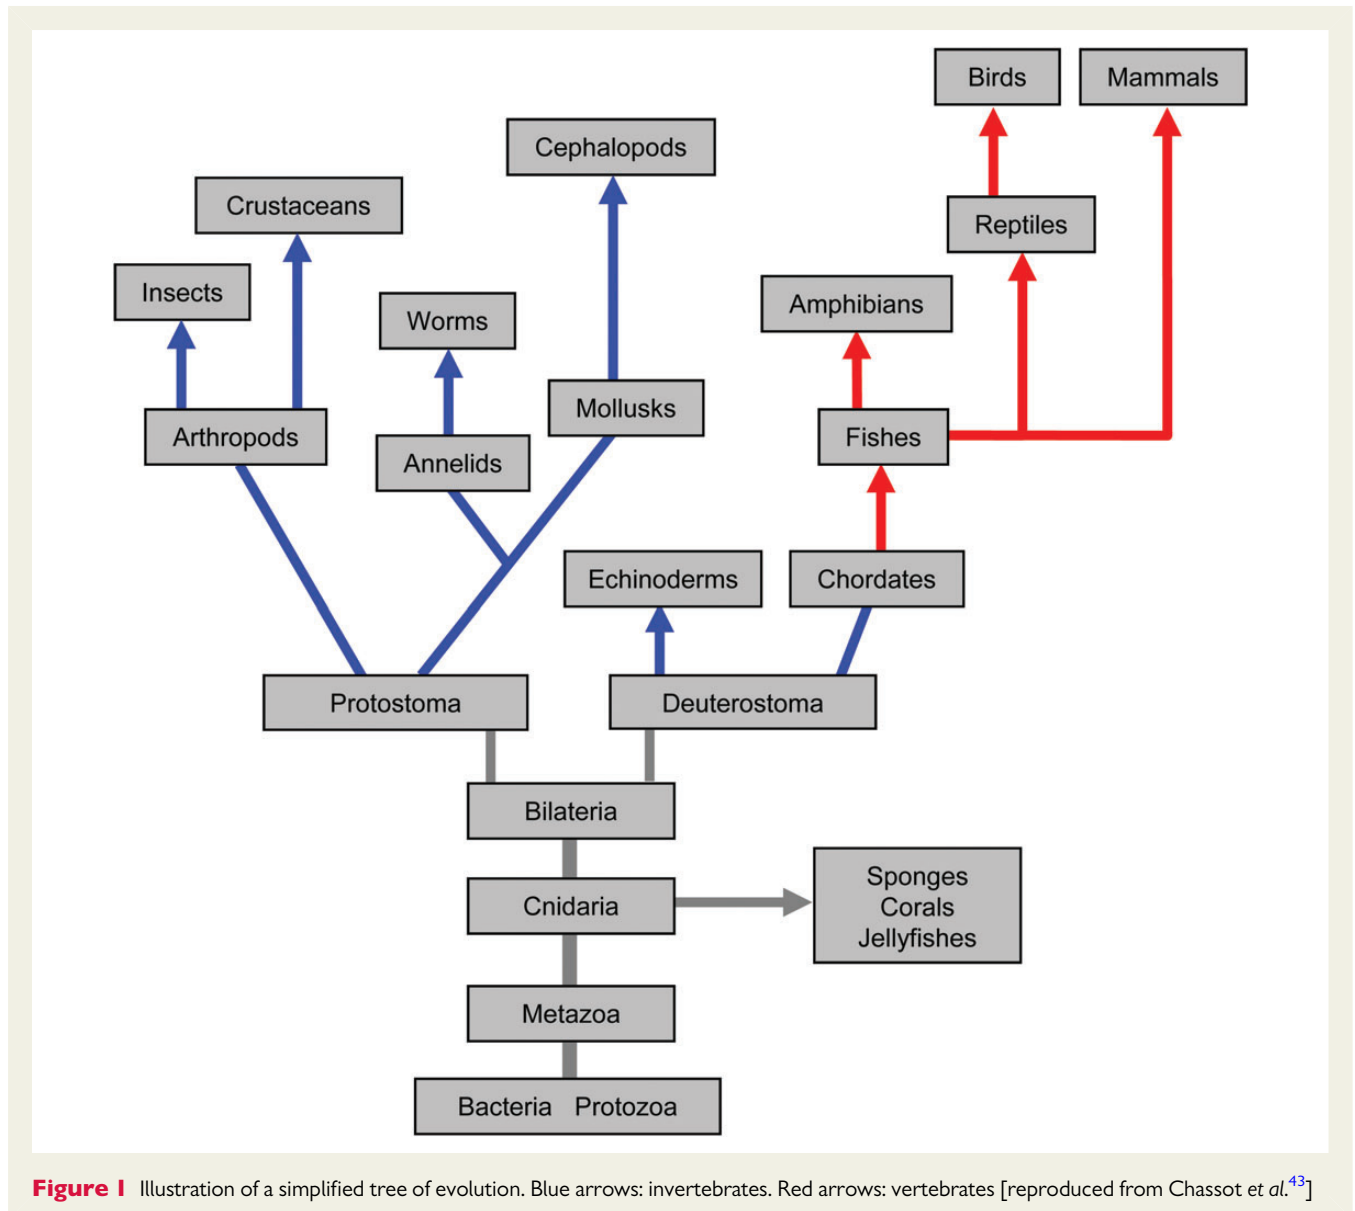 Birds
Mammals
Cephalopods
Crustaceans
Reptiles
Insects
Amphibians
Worms
Mollusks
Arthropods
Fishes
Annelids
Echinoderms
Chordates
Protostoma
Deuterostoma
Bilateria
Sponges
Corals
Jellyfishes
Cnidaria
Metazoa
Bacteria Protozoa
Figure 1 Illustration of a simplified tree of evolution. Blue arrows: invertebrates. Red arrows: vertebrates [reproduced from Chassot et al.43]